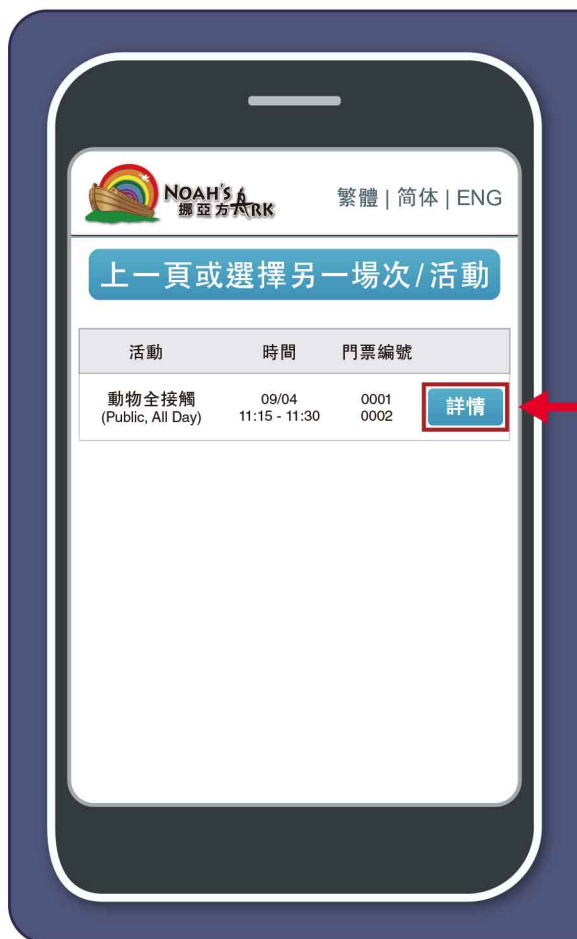 NOAH'S ARK
挪亞方
繁體 | 简体 | ENG
上一頁或選擇另一場次/活動
活動 時間 門票編號
動物全接觸 09/04 0001 詳情
(Public, All Day) 11:15 - 11:30 0002